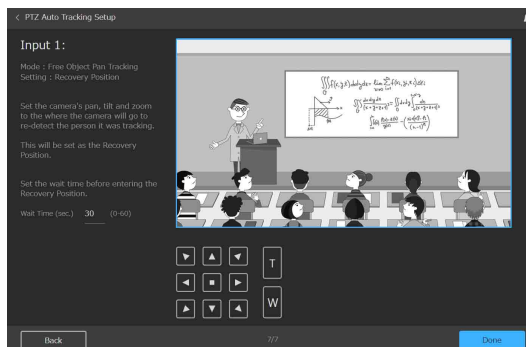 < PTZ Auto Tracking Setup
Input 1:
Mode : Free Object Pan Tracking
Setting : Recovery Position
Set the camera's pan, tilt and zoom
to the where the camera will go to
re-detect the person it was tracking.
This will be set as the Recovery
Position.
Set the wait time before entering the
Recovery Position.
Wait Time (sec.) 30 (0-60)
T
W
Back
7/7
Done